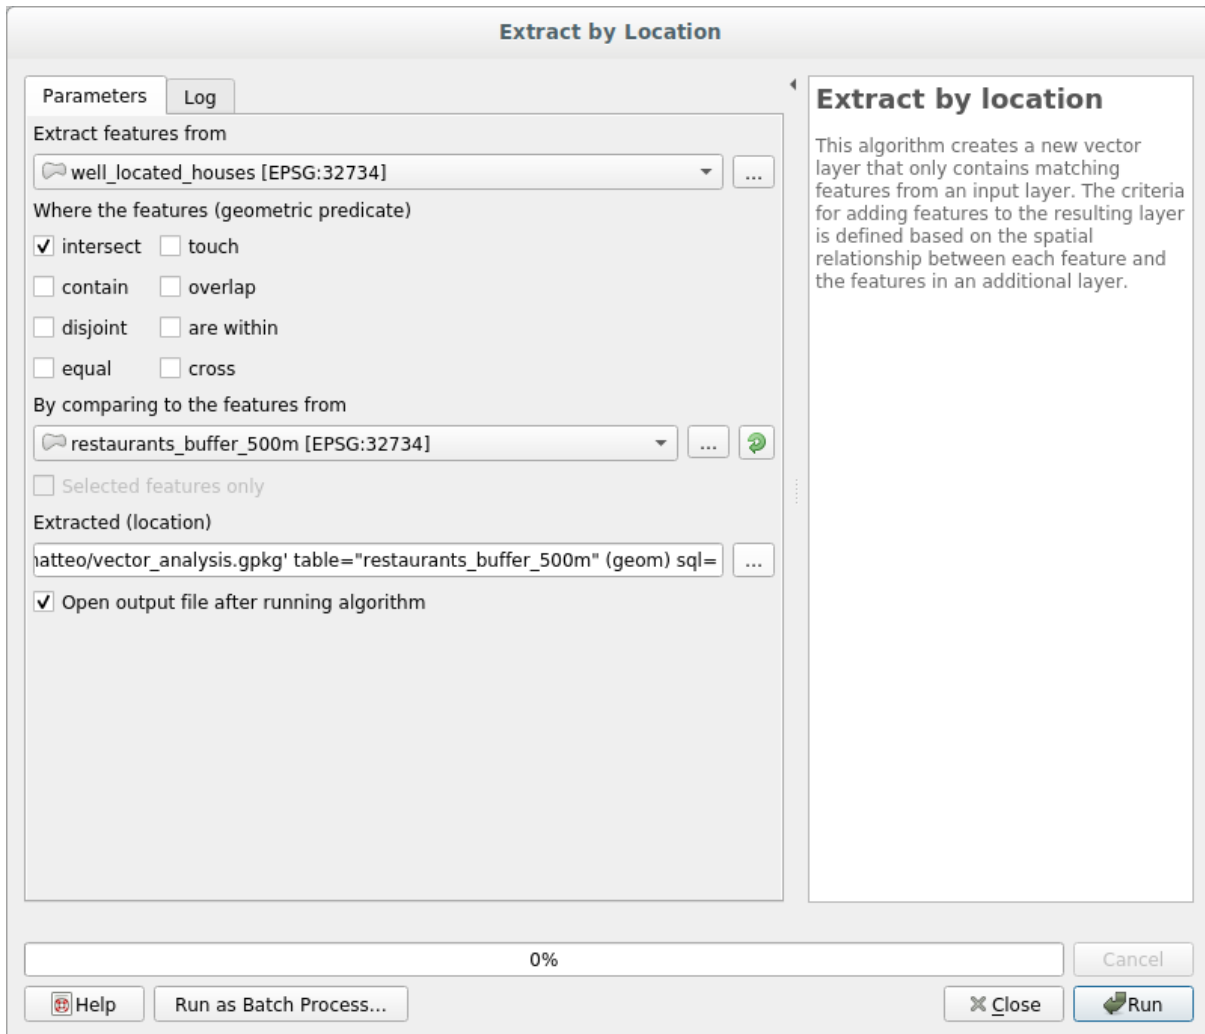 Extract by Location
Parameters Log
Extract features from
well_located_houses [EPSG:32734] ...
Where the features (geometric predicate)
intersect touch
contain overlap
disjoint are within
equal cross
By comparing to the features from
restaurants_buffer_500m [EPSG:32734] ...
Selected features only
Extracted (location)
natteo/vector_analysis.gpkg' table="restaurants_buffer_500m" (geom) sql= ...
Open output file after running algorithm
Extract by location
This algorithm creates a new vector
layer that only contains matching
features from an input layer. The criteria
for adding features to the resulting layer
is defined based on the spatial
relationship between each feature and
the features in an additional layer.
0% Cancel
Help Run as Batch Process... Close Run